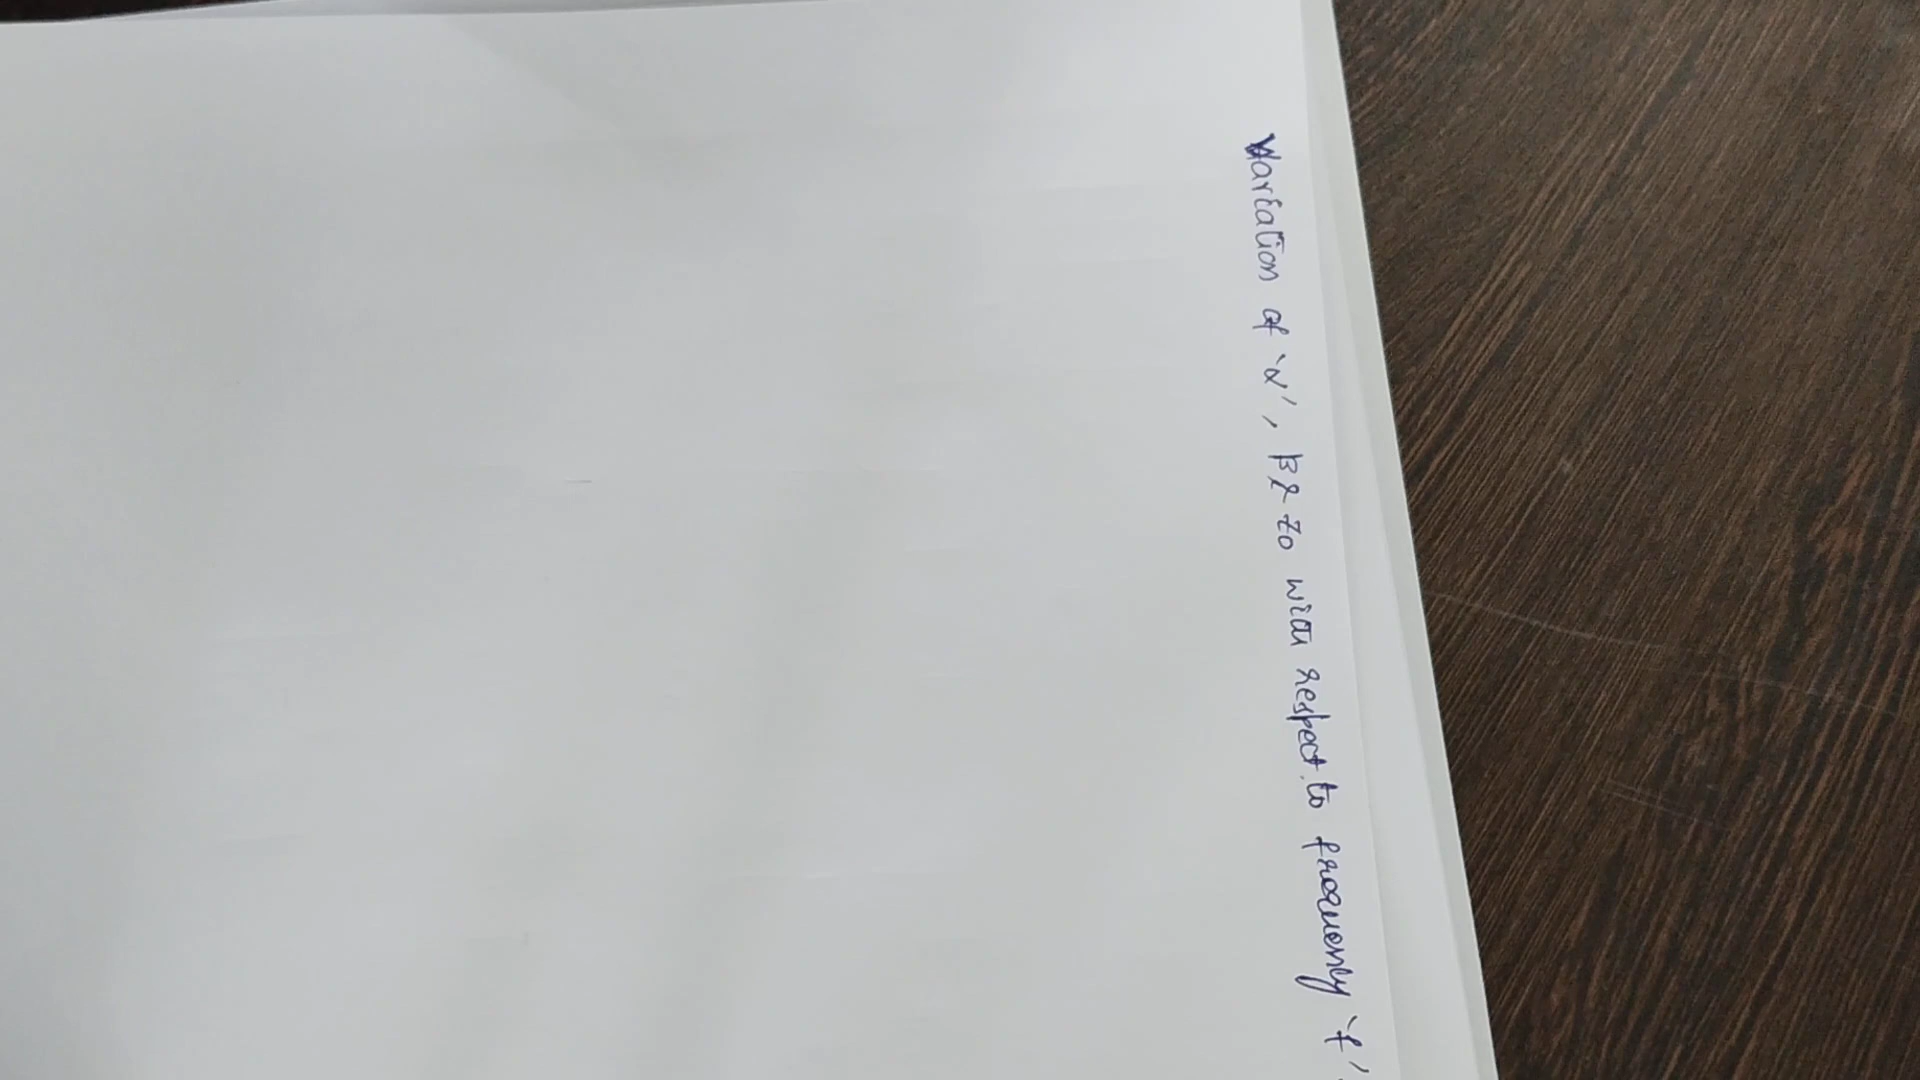 Variation of 'α', β & Zo with respect to frequency 'f'.